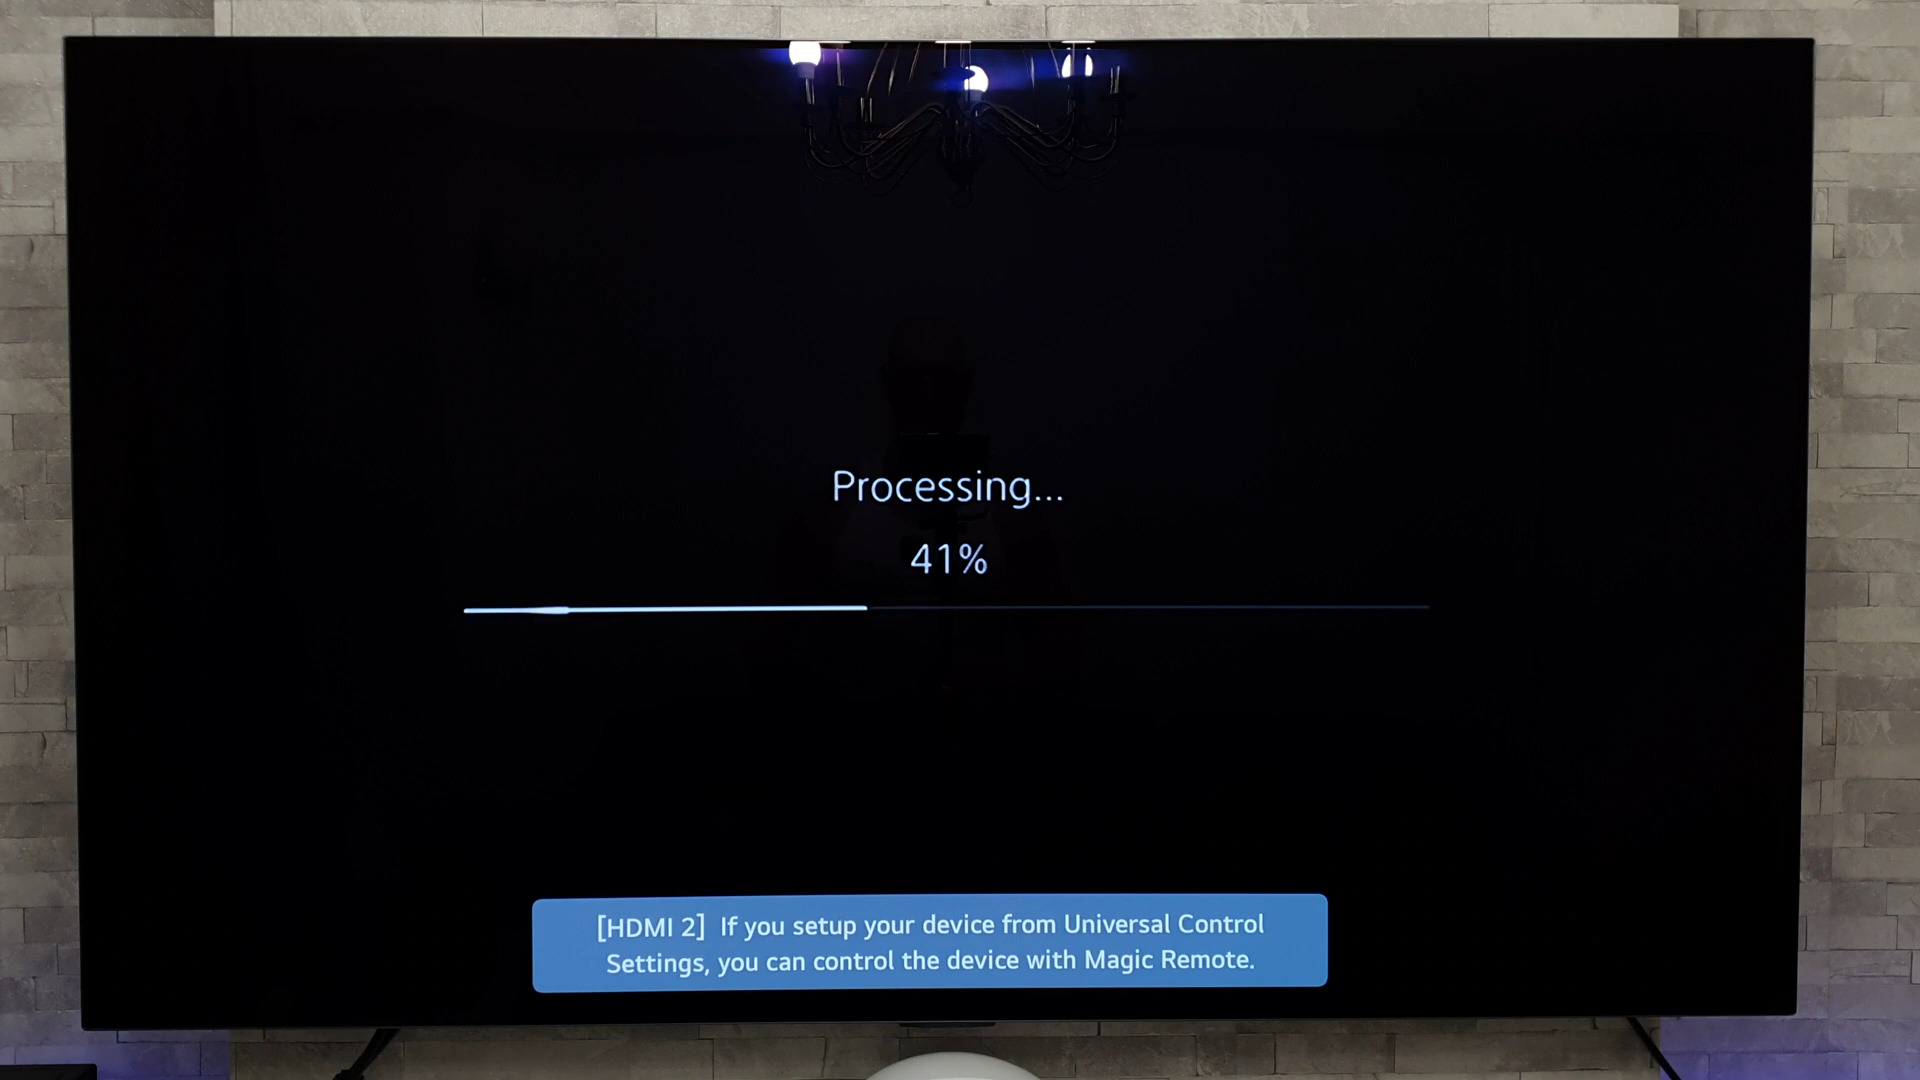 Processing...
41%
[HDMI 2] If you setup your device from Universal Control
Settings, you can control the device with Magic Remote.